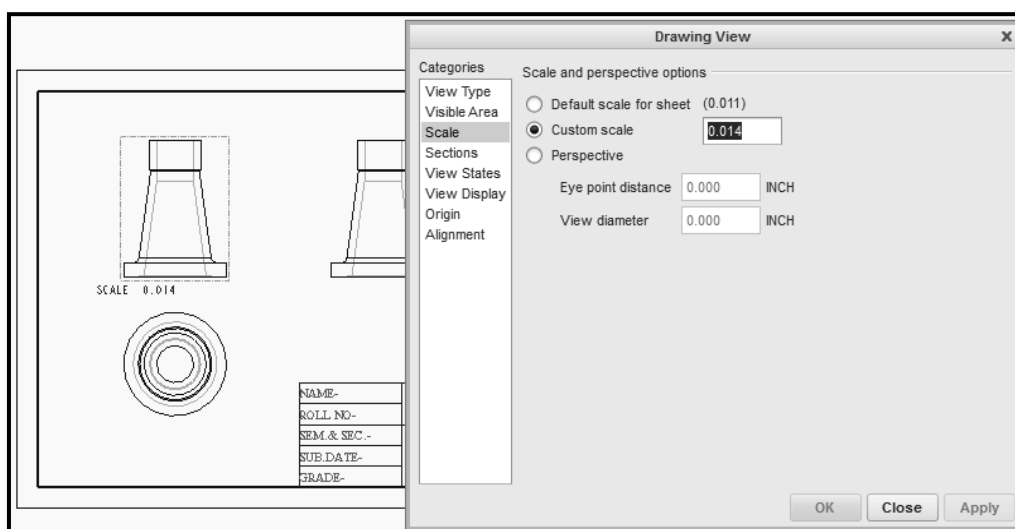 Drawing View X
Categories
View Type
Visible Area
Scale
Sections
View States
View Display
Origin
Alignment
Scale and perspective options
Default scale for sheet (0.011)
Custom scale 0.014
Perspective
Eye point distance 0.000 INCH
View diameter 0.000 INCH
SCALE 0.014
NAME-
ROLL NO-
SEM.& SEC.-
SUB.DATE-
GRADE-
OK Close Apply